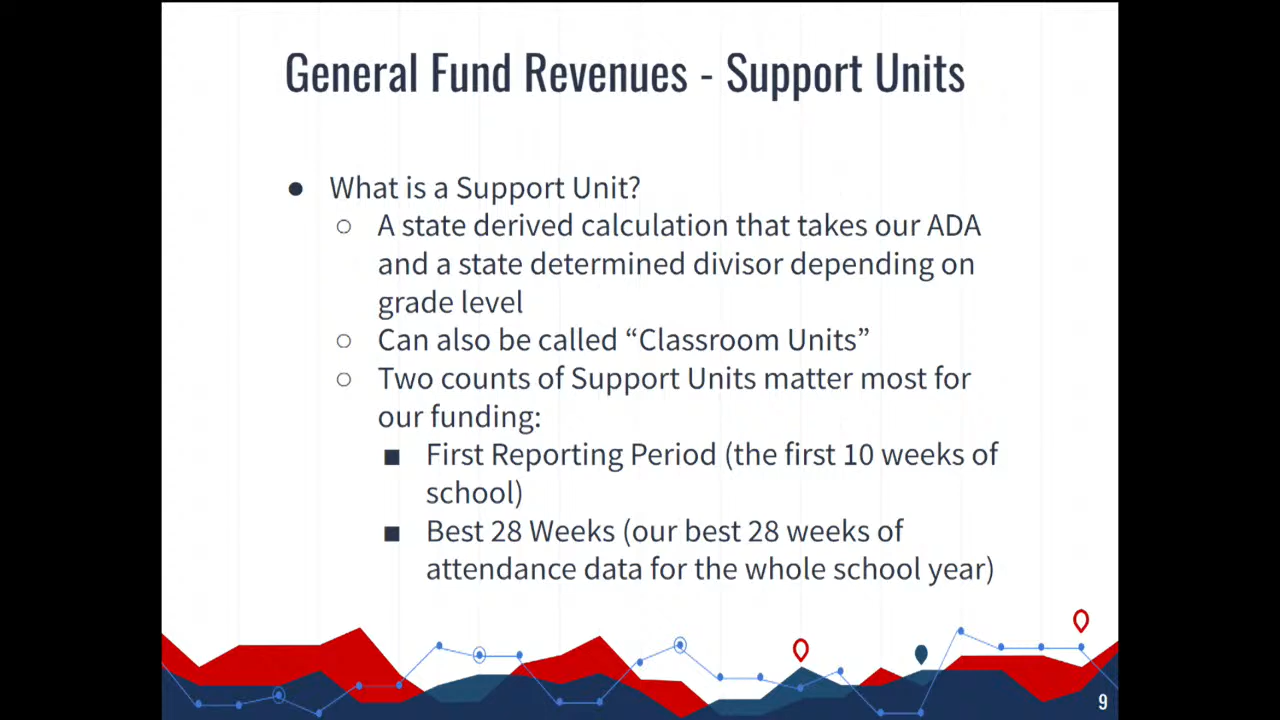 General Fund Revenues - Support Units
● What is a Support Unit?
○ A state derived calculation that takes our ADA
and a state determined divisor depending on
grade level
○ Can also be called “Classroom Units”
○ Two counts of Support Units matter most for
our funding:
■ First Reporting Period (the first 10 weeks of
school)
■ Best 28 Weeks (our best 28 weeks of
attendance data for the whole school year)
9